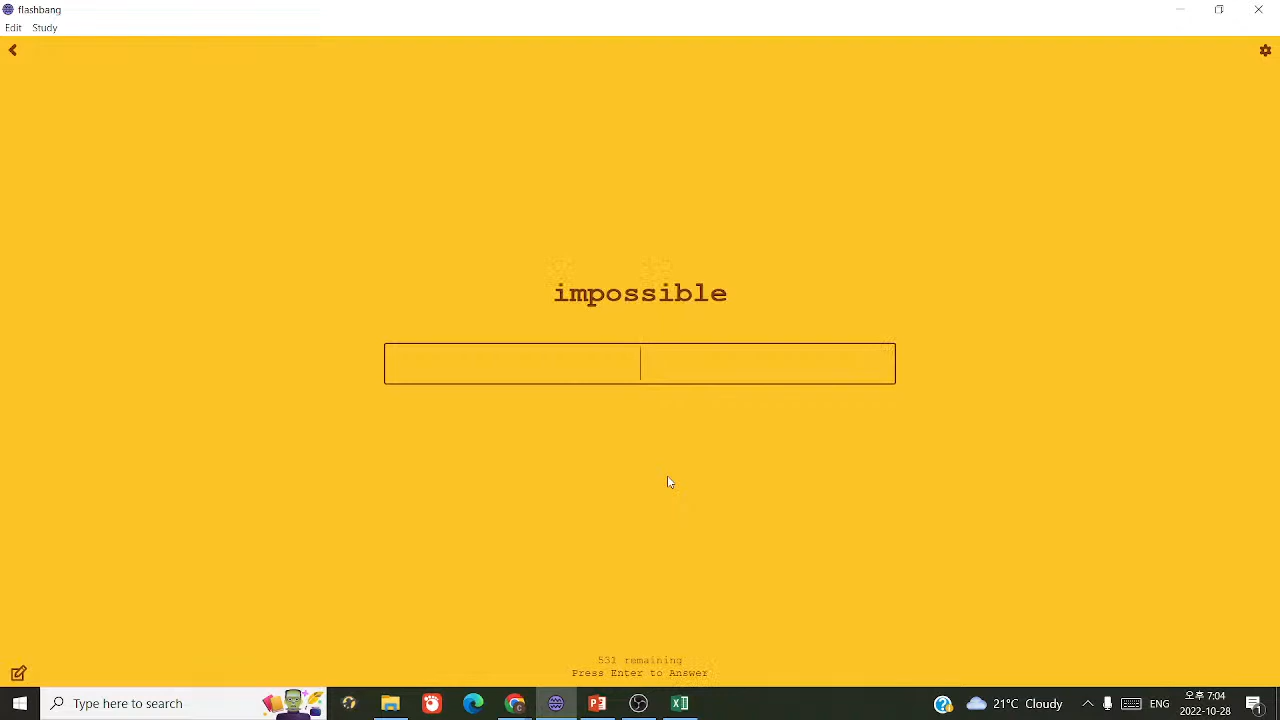 flashbang
Edit Study
impossible
531 remaining
Press Enter to Answer
Type here to search
21°C Cloudy
ENG
오후 7:04
2022-10-28
1